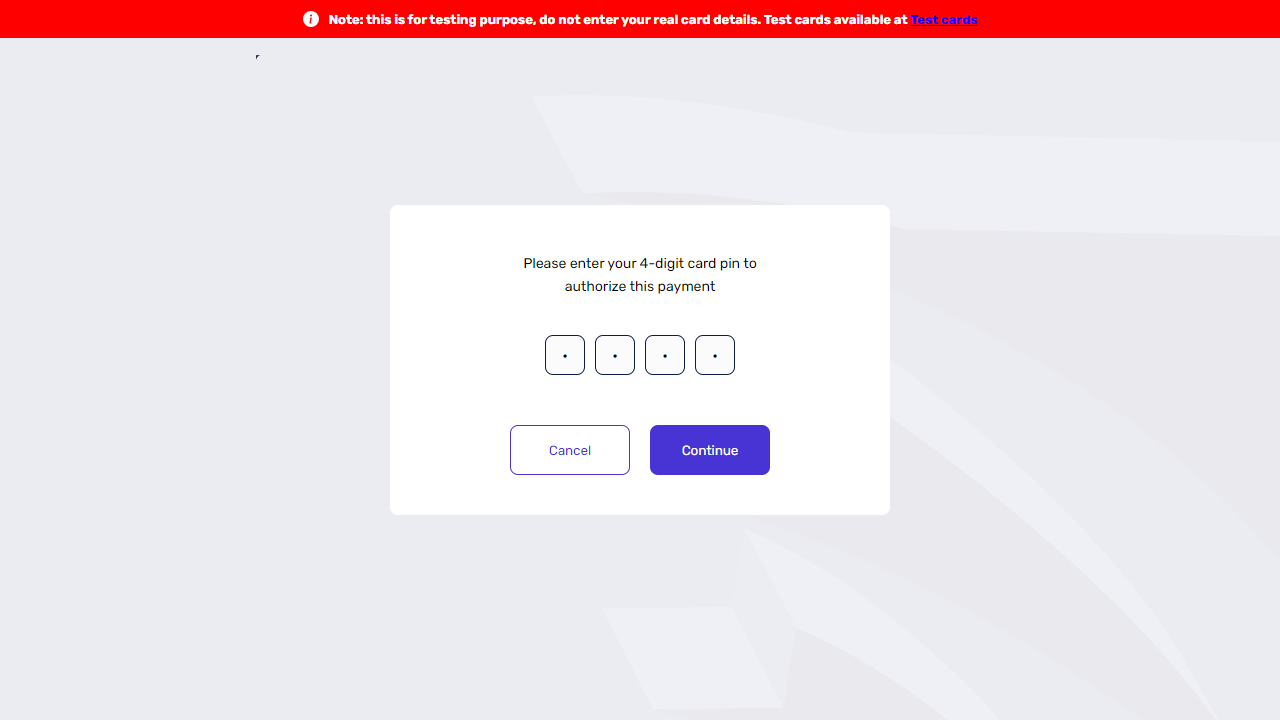 Note: this is for testing purpose, do not enter your real card details. Test cards available at Test cards
Please enter your 4-digit card pin to
authorize this payment
Cancel
Continue